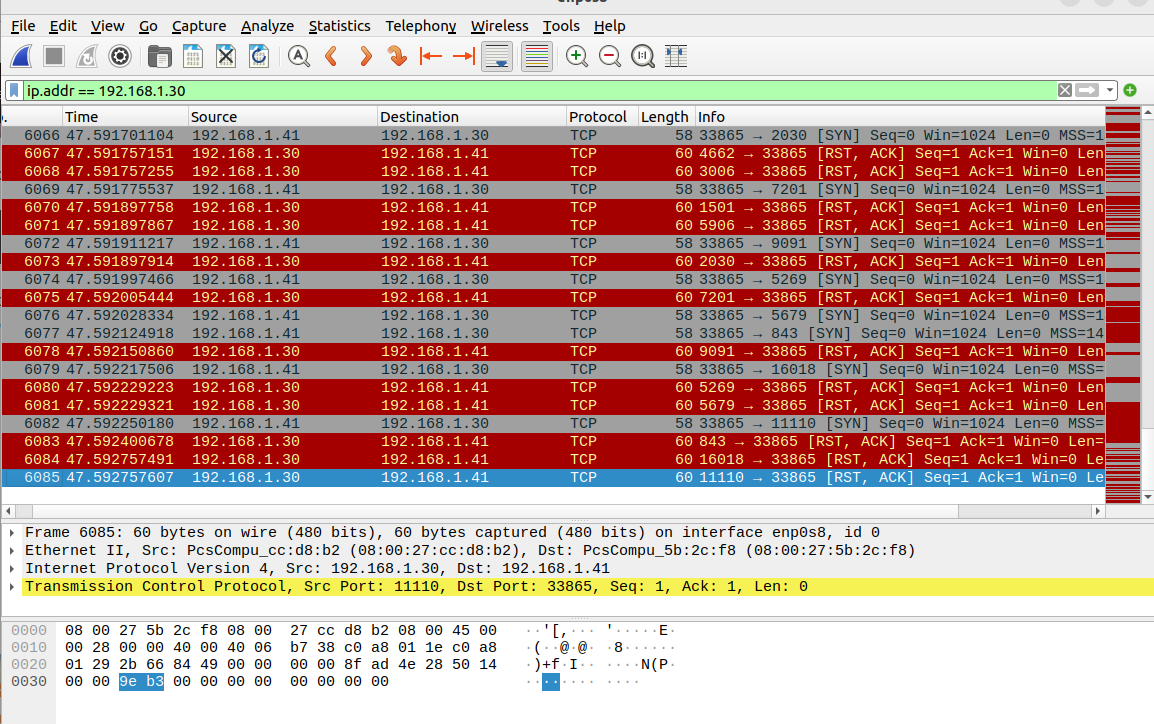 File Edit View Go Capture Analyze Statistics Telephony Wireless Tools Help
ip.addr == 192.168.1.30
Time Source Destination Protocol Length Info
6066 47.591701104 192.168.1.41 192.168.1.30 TCP 58 33865 → 2030 [SYN] Seq=0 Win=1024 Len=0 MSS=1
6067 47.591757151 192.168.1.30 192.168.1.41 TCP 60 4662 → 33865 [RST, ACK] Seq=1 Ack=1 Win=0 Len
6068 47.591757255 192.168.1.30 192.168.1.41 TCP 60 3006 → 33865 [RST, ACK] Seq=1 Ack=1 Win=0 Len
6069 47.591775537 192.168.1.41 192.168.1.30 TCP 58 33865 → 7201 [SYN] Seq=0 Win=1024 Len=0 MSS=1
6070 47.591897758 192.168.1.30 192.168.1.41 TCP 60 1501 → 33865 [RST, ACK] Seq=1 Ack=1 Win=0 Len
6071 47.591897867 192.168.1.30 192.168.1.41 TCP 60 5906 → 33865 [RST, ACK] Seq=1 Ack=1 Win=0 Len
6072 47.591911217 192.168.1.41 192.168.1.30 TCP 58 33865 → 9091 [SYN] Seq=0 Win=1024 Len=0 MSS=1
6073 47.591897914 192.168.1.30 192.168.1.41 TCP 60 2030 → 33865 [RST, ACK] Seq=1 Ack=1 Win=0 Len
6074 47.591997466 192.168.1.41 192.168.1.30 TCP 58 33865 → 5269 [SYN] Seq=0 Win=1024 Len=0 MSS=1
6075 47.592005444 192.168.1.30 192.168.1.41 TCP 60 7201 → 33865 [RST, ACK] Seq=1 Ack=1 Win=0 Len
6076 47.592028334 192.168.1.41 192.168.1.30 TCP 58 33865 → 5679 [SYN] Seq=0 Win=1024 Len=0 MSS=1
6077 47.592124918 192.168.1.41 192.168.1.30 TCP 58 33865 → 843 [SYN] Seq=0 Win=1024 Len=0 MSS=14
6078 47.592150860 192.168.1.30 192.168.1.41 TCP 60 9091 → 33865 [RST, ACK] Seq=1 Ack=1 Win=0 Len
6079 47.592217506 192.168.1.41 192.168.1.30 TCP 58 33865 → 16018 [SYN] Seq=0 Win=1024 Len=0 MSS=
6080 47.592229223 192.168.1.30 192.168.1.41 TCP 60 5269 → 33865 [RST, ACK] Seq=1 Ack=1 Win=0 Len
6081 47.592229321 192.168.1.30 192.168.1.41 TCP 60 5679 → 33865 [RST, ACK] Seq=1 Ack=1 Win=0 Len
6082 47.592250180 192.168.1.41 192.168.1.30 TCP 58 33865 → 11110 [SYN] Seq=0 Win=1024 Len=0 MSS=
6083 47.592400678 192.168.1.30 192.168.1.41 TCP 60 843 → 33865 [RST, ACK] Seq=1 Ack=1 Win=0 Len=
6084 47.592757491 192.168.1.30 192.168.1.41 TCP 60 16018 → 33865 [RST, ACK] Seq=1 Ack=1 Win=0 Le
6085 47.592757607 192.168.1.30 192.168.1.41 TCP 60 11110 → 33865 [RST, ACK] Seq=1 Ack=1 Win=0 Le
Frame 6085: 60 bytes on wire (480 bits), 60 bytes captured (480 bits) on interface enp0s8, id 0
Ethernet II, Src: PcsCompu_cc:d8:b2 (08:00:27:cc:d8:b2), Dst: PcsCompu_5b:2c:f8 (08:00:27:5b:2c:f8)
Internet Protocol Version 4, Src: 192.168.1.30, Dst: 192.168.1.41
Transmission Control Protocol, Src Port: 11110, Dst Port: 33865, Seq: 1, Ack: 1, Len: 0
0000 08 00 27 5b 2c f8 08 00 27 cc d8 b2 08 00 45 00 ··'[,··· '·····E·
0010 00 28 00 00 40 00 40 06 b7 38 c0 a8 01 1e c0 a8 ·(··@·@· ·8······
0020 01 29 2b 66 84 49 00 00 00 00 8f ad 4e 28 50 14 ·)+f·I·· ····N(P·
0030 00 00 9e b3 00 00 00 00 00 00 00 00 ········ ····